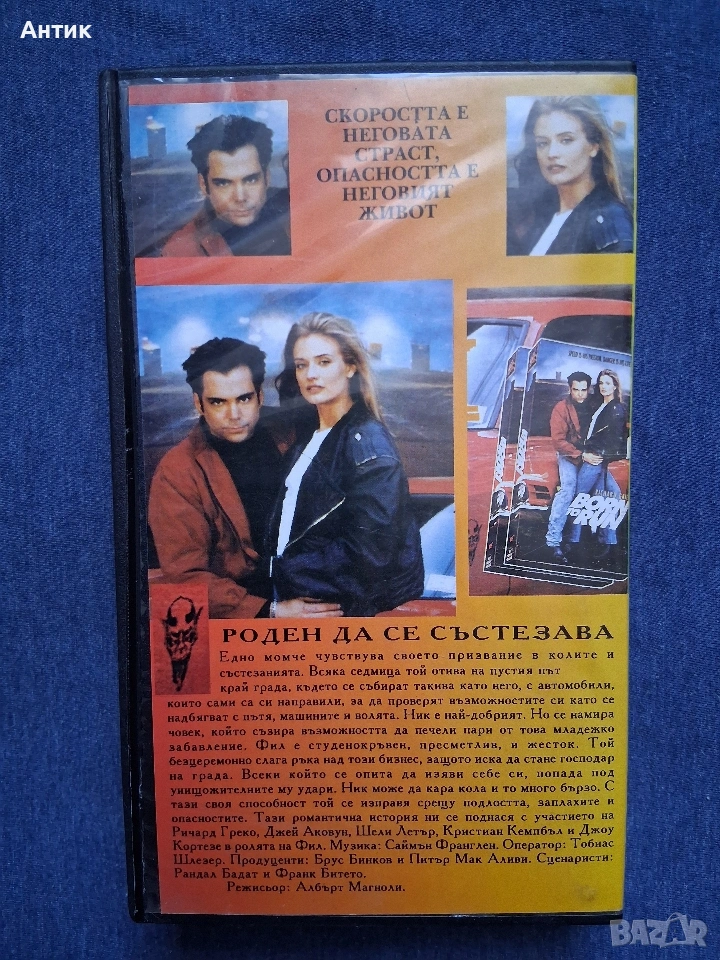 Антик
СКОРОСТТА Е
НЕГОВАТА
СТРАСТ,
ОПАСНОСТТА Е
НЕГОВИЯТ
ЖИВОТ
BORN
TO
RUN
РОДЕН ДА СЕ СЪСТЕЗАВА
Едно момче чувствува своето призвание в колите и
състезанията. Всяка седмица той отива на пустия път
край града, където се събират такива като него, с автомобили,
които сами са си направили, за да проверят възможностите си като се
надбягват с пътя, машините и волята. Ник е най-добрият. Но се намира
човек, който съзира възможността да печели пари от това младежко
забавление. Фил е студенокръвен, пресметлив, и жесток. Той
безцеремонно слага ръка над този бизнес, защото иска да стане господар
на града. Всеки който се опита да изяви себе си, попада под
унищожителните му удари. Ник може да кара кола и то много бързо. С
тази своя способност той се изправя срещу подлостта, заплахите и
опасностите. Тази романтична история ни се поднася с участието на
Ричард Греко, Джей Аковун, Шели Летър, Кристиан Кемпбъл и Джоу
Кортезе в ролята на Фил. Музика: Саймън Франглен. Оператор: Тобиас
Шлезер. Продуценти: Брус Бинков и Питър Мак Аливи. Сценаристи:
Рандал Бадат и Франк Битето.
Режисьор: Албърт Магноли.
BAZAR